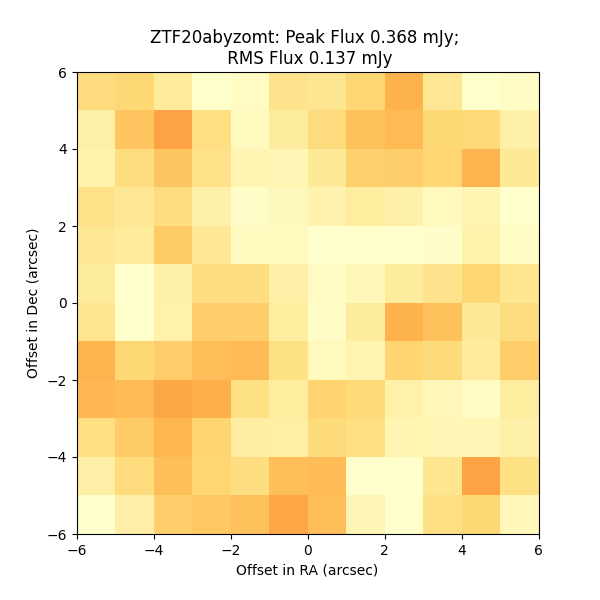 ZTF20abyzomt: Peak Flux 0.368 mJy;
RMS Flux 0.137 mJy
6
4
2
0
−2
−4
−6
Offset in Dec (arcsec)
−6 −4 −2 0 2 4 6
Offset in RA (arcsec)